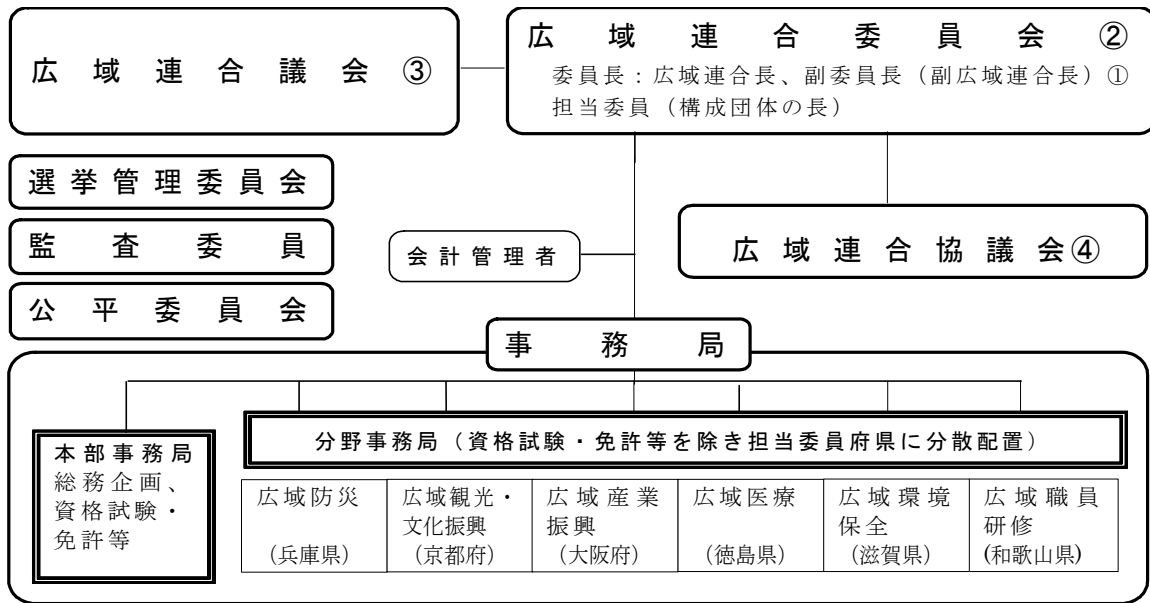 広域連合議会③
広域連合委員会②
委員長：広域連合長、副委員長（副広域連合長）①
担当委員（構成団体の長）
選挙管理委員会
監査委員
公平委員会
会計管理者
広域連合協議会④
事務局
本部事務局
総務企画、
資格試験・
免許等
分野事務局（資格試験・免許等を除き担当委員府県に分散配置）
広域防災
（兵庫県）
広域観光・
文化振興
（京都府）
広域産業
振興
（大阪府）
広域医療
（徳島県）
広域環境
保全
（滋賀県）
広域職員
研修
(和歌山県)